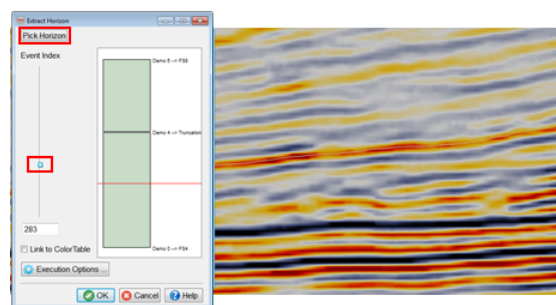 Extract Horizon
Pick Horizon
Event Index
Demo 6 --> FS8
Demo 4 --> Truncation
283
Link to ColorTable
Demo 0 --> FS4
Execution Options ...
OK
Cancel
Help